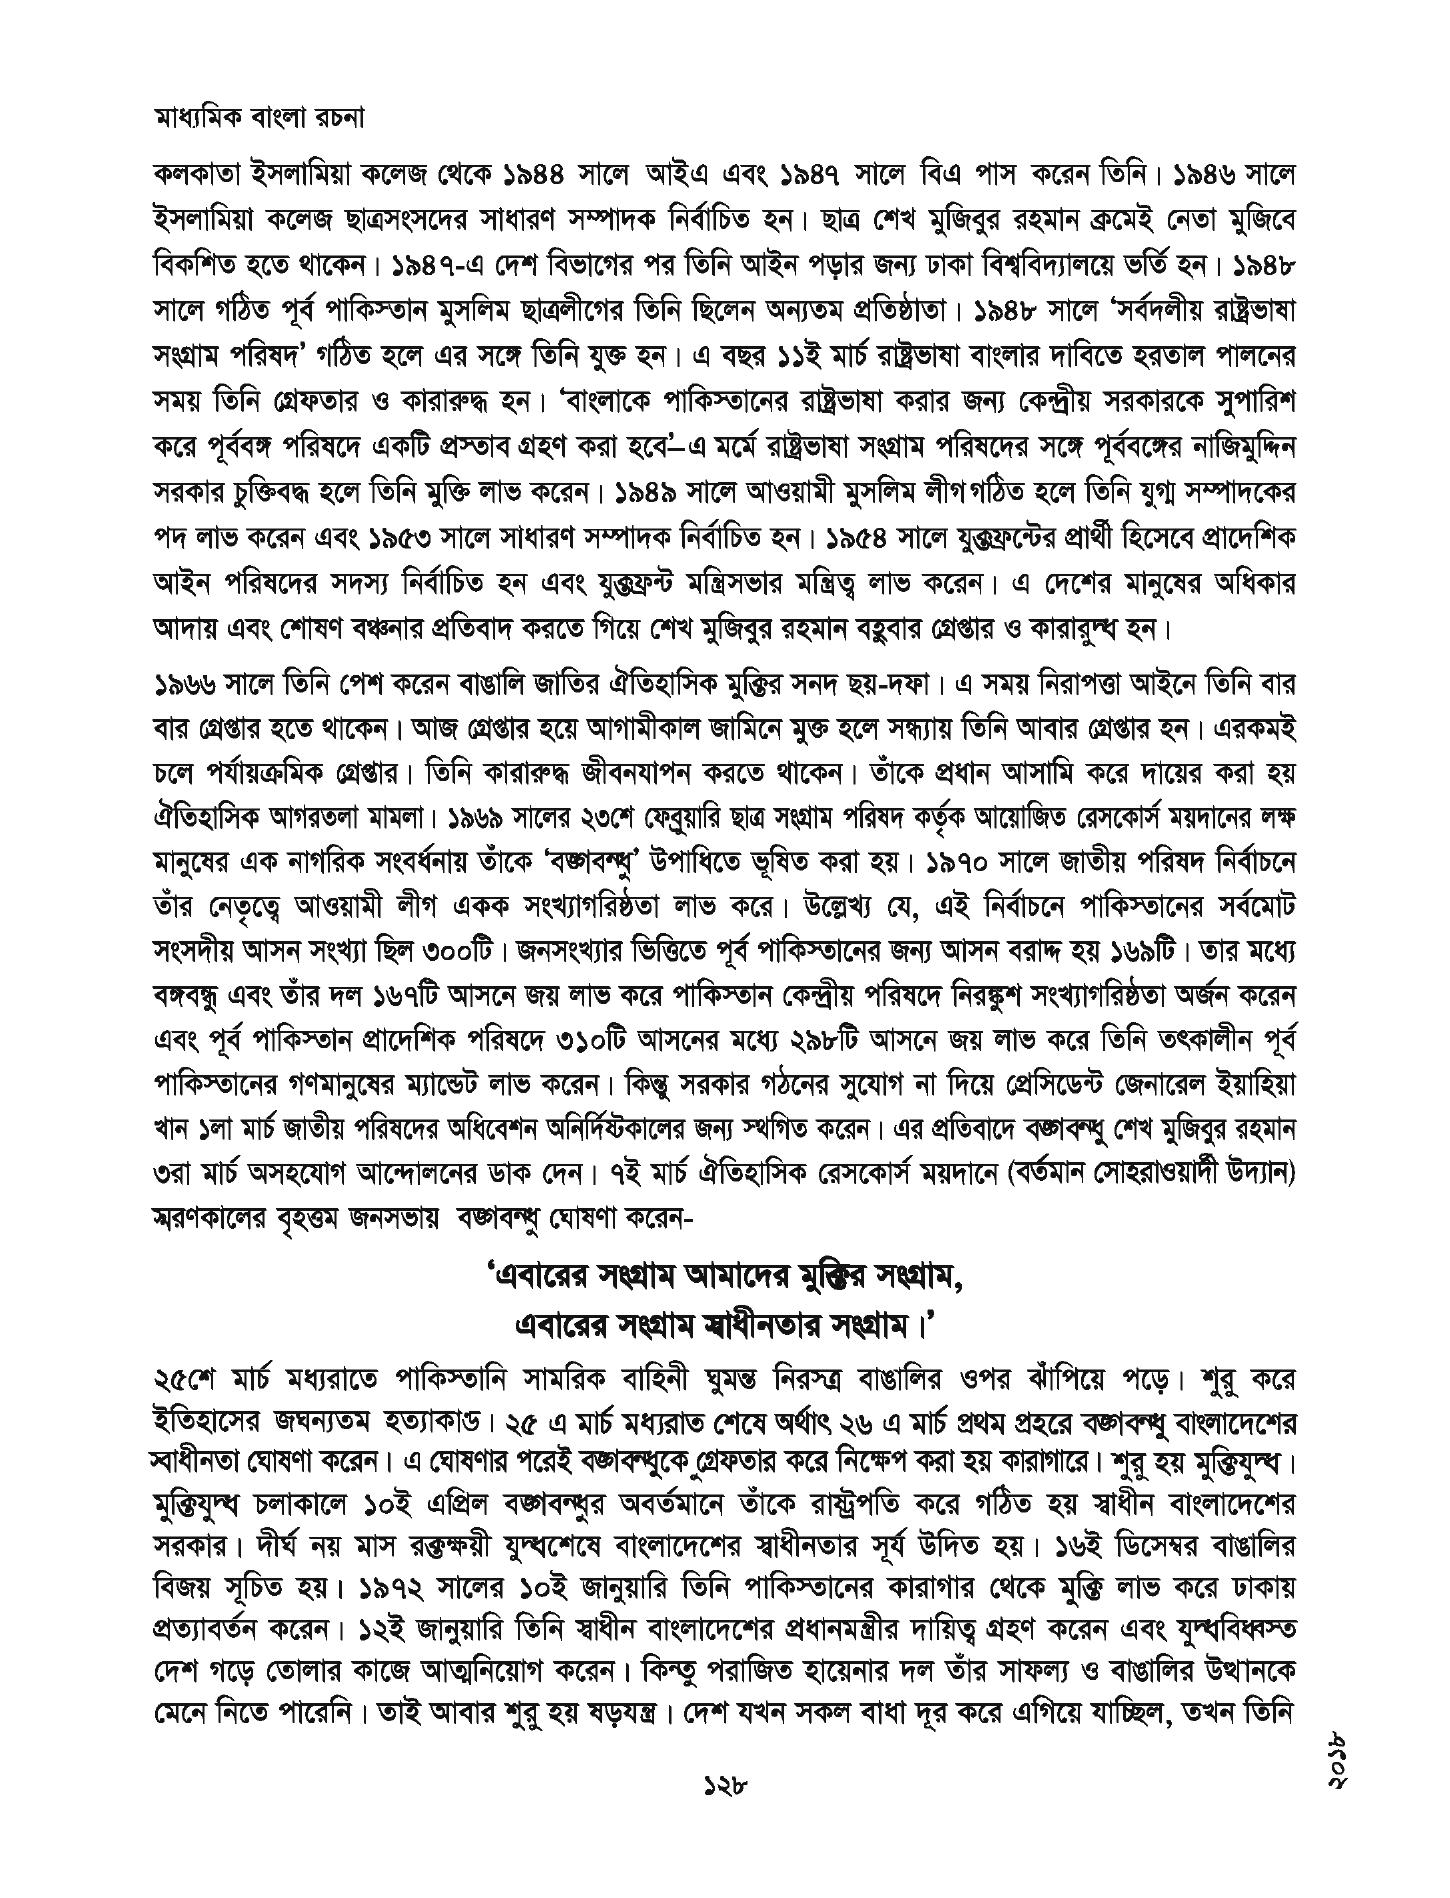 মাধ্যমিক বাংলা রচনা
কলকাতা ইসলামিয়া কলেজ থেকে ১৯৪৪ সালে আইএ এবং ১৯৪৭ সালে বিএ পাস করেন তিনি। ১৯৪৬ সালে
ইসলামিয়া কলেজ ছাত্রসংসদের সাধারণ সম্পাদক নির্বাচিত হন। ছাত্র শেখ মুজিবুর রহমান ক্রমেই নেতা মুজিবে
বিকশিত হতে থাকেন। ১৯৪৭-এ দেশ বিভাগের পর তিনি আইন পড়ার জন্য ঢাকা বিশ্ববিদ্যালয়ে ভর্তি হন। ১৯৪৮
সালে গঠিত পূর্ব পাকিস্তান মুসলিম ছাত্রলীগের তিনি ছিলেন অন্যতম প্রতিষ্ঠাতা। ১৯৪৮ সালে ‘সর্বদলীয় রাষ্ট্রভাষা
সংগ্রাম পরিষদ’ গঠিত হলে এর সঙ্গে তিনি যুক্ত হন। এ বছর ১১ই মার্চ রাষ্ট্রভাষা বাংলার দাবিতে হরতাল পালনের
সময় তিনি গ্রেফতার ও কারারুদ্ধ হন। ‘বাংলাকে পাকিস্তানের রাষ্ট্রভাষা করার জন্য কেন্দ্রীয় সরকারকে সুপারিশ
করে পূর্ববঙ্গ পরিষদে একটি প্রস্তাব গ্রহণ করা হবে’–এ মর্মে রাষ্ট্রভাষা সংগ্রাম পরিষদের সঙ্গে পূর্ববঙ্গের নাজিমুদ্দিন
সরকার চুক্তিবদ্ধ হলে তিনি মুক্তি লাভ করেন। ১৯৪৯ সালে আওয়ামী মুসলিম লীগ গঠিত হলে তিনি যুগ্ম সম্পাদকের
পদ লাভ করেন এবং ১৯৫৩ সালে সাধারণ সম্পাদক নির্বাচিত হন। ১৯৫৪ সালে যুক্তফ্রন্টের প্রার্থী হিসেবে প্রাদেশিক
আইন পরিষদের সদস্য নির্বাচিত হন এবং যুক্তফ্রন্ট মন্ত্রিসভার মন্ত্রিত্ব লাভ করেন। এ দেশের মানুষের অধিকার
আদায় এবং শোষণ বঞ্চনার প্রতিবাদ করতে গিয়ে শেখ মুজিবুর রহমান বহুবার গ্রেপ্তার ও কারারুদ্ধ হন।
১৯৬৬ সালে তিনি পেশ করেন বাঙালি জাতির ঐতিহাসিক মুক্তির সনদ ছয়-দফা। এ সময় নিরাপত্তা আইনে তিনি বার
বার গ্রেপ্তার হতে থাকেন। আজ গ্রেপ্তার হয়ে আগামীকাল জামিনে মুক্ত হলে সন্ধ্যায় তিনি আবার গ্রেপ্তার হন। এরকমই
চলে পর্যায়ক্রমিক গ্রেপ্তার। তিনি কারারুদ্ধ জীবনযাপন করতে থাকেন। তাঁকে প্রধান আসামি করে দায়ের করা হয়
ঐতিহাসিক আগরতলা মামলা। ১৯৬৯ সালের ২৩শে ফেব্রুয়ারি ছাত্র সংগ্রাম পরিষদ কর্তৃক আয়োজিত রেসকোর্স ময়দানের লক্ষ
মানুষের এক নাগরিক সংবর্ধনায় তাঁকে ‘বঙ্গবন্ধু’ উপাধিতে ভূষিত করা হয়। ১৯৭০ সালে জাতীয় পরিষদ নির্বাচনে
তাঁর নেতৃত্বে আওয়ামী লীগ একক সংখ্যাগরিষ্ঠতা লাভ করে। উল্লেখ্য যে, এই নির্বাচনে পাকিস্তানের সর্বমোট
সংসদীয় আসন সংখ্যা ছিল ৩০০টি। জনসংখ্যার ভিত্তিতে পূর্ব পাকিস্তানের জন্য আসন বরাদ্দ হয় ১৬৯টি। তার মধ্যে
বঙ্গবন্ধু এবং তাঁর দল ১৬৭টি আসনে জয় লাভ করে পাকিস্তান কেন্দ্রীয় পরিষদে নিরঙ্কুশ সংখ্যাগরিষ্ঠতা অর্জন করেন
এবং পূর্ব পাকিস্তান প্রাদেশিক পরিষদে ৩১০টি আসনের মধ্যে ২৯৮টি আসনে জয় লাভ করে তিনি তৎকালীন পূর্ব
পাকিস্তানের গণমানুষের ম্যান্ডেট লাভ করেন। কিন্তু সরকার গঠনের সুযোগ না দিয়ে প্রেসিডেন্ট জেনারেল ইয়াহিয়া
খান ১লা মার্চ জাতীয় পরিষদের অধিবেশন অনির্দিষ্টকালের জন্য স্থগিত করেন। এর প্রতিবাদে বঙ্গবন্ধু শেখ মুজিবুর রহমান
৩রা মার্চ অসহযোগ আন্দোলনের ডাক দেন। ৭ই মার্চ ঐতিহাসিক রেসকোর্স ময়দানে (বর্তমান সোহরাওয়ার্দী উদ্যান)
স্মরণকালের বৃহত্তম জনসভায় বঙ্গবন্ধু ঘোষণা করেন-
‘এবারের সংগ্রাম আমাদের মুক্তির সংগ্রাম,
এবারের সংগ্রাম স্বাধীনতার সংগ্রাম।’
২৫শে মার্চ মধ্যরাতে পাকিস্তানি সামরিক বাহিনী ঘুমন্ত নিরস্ত্র বাঙালির ওপর ঝাঁপিয়ে পড়ে। শুরু করে
ইতিহাসের জঘন্যতম হত্যাকাণ্ড। ২৫ এ মার্চ মধ্যরাত শেষে অর্থাৎ ২৬ এ মার্চ প্রথম প্রহরে বঙ্গবন্ধু বাংলাদেশের
স্বাধীনতা ঘোষণা করেন। এ ঘোষণার পরেই বঙ্গবন্ধুকে গ্রেফতার করে নিক্ষেপ করা হয় কারাগারে। শুরু হয় মুক্তিযুদ্ধ।
মুক্তিযুদ্ধ চলাকালে ১০ই এপ্রিল বঙ্গবন্ধুর অবর্তমানে তাঁকে রাষ্ট্রপতি করে গঠিত হয় স্বাধীন বাংলাদেশের
সরকার। দীর্ঘ নয় মাস রক্তক্ষয়ী যুদ্ধশেষে বাংলাদেশের স্বাধীনতার সূর্য উদিত হয়। ১৬ই ডিসেম্বর বাঙালির
বিজয় সূচিত হয়। ১৯৭২ সালের ১০ই জানুয়ারি তিনি পাকিস্তানের কারাগার থেকে মুক্তি লাভ করে ঢাকায়
প্রত্যাবর্তন করেন। ১২ই জানুয়ারি তিনি স্বাধীন বাংলাদেশের প্রধানমন্ত্রীর দায়িত্ব গ্রহণ করেন এবং যুদ্ধবিধ্বস্ত
দেশ গড়ে তোলার কাজে আত্মনিয়োগ করেন। কিন্তু পরাজিত হায়েনার দল তাঁর সাফল্য ও বাঙালির উত্থানকে
মেনে নিতে পারেনি। তাই আবার শুরু হয় ষড়যন্ত্র। দেশ যখন সকল বাধা দূর করে এগিয়ে যাচ্ছিল, তখন তিনি
১২৮
২০১৮